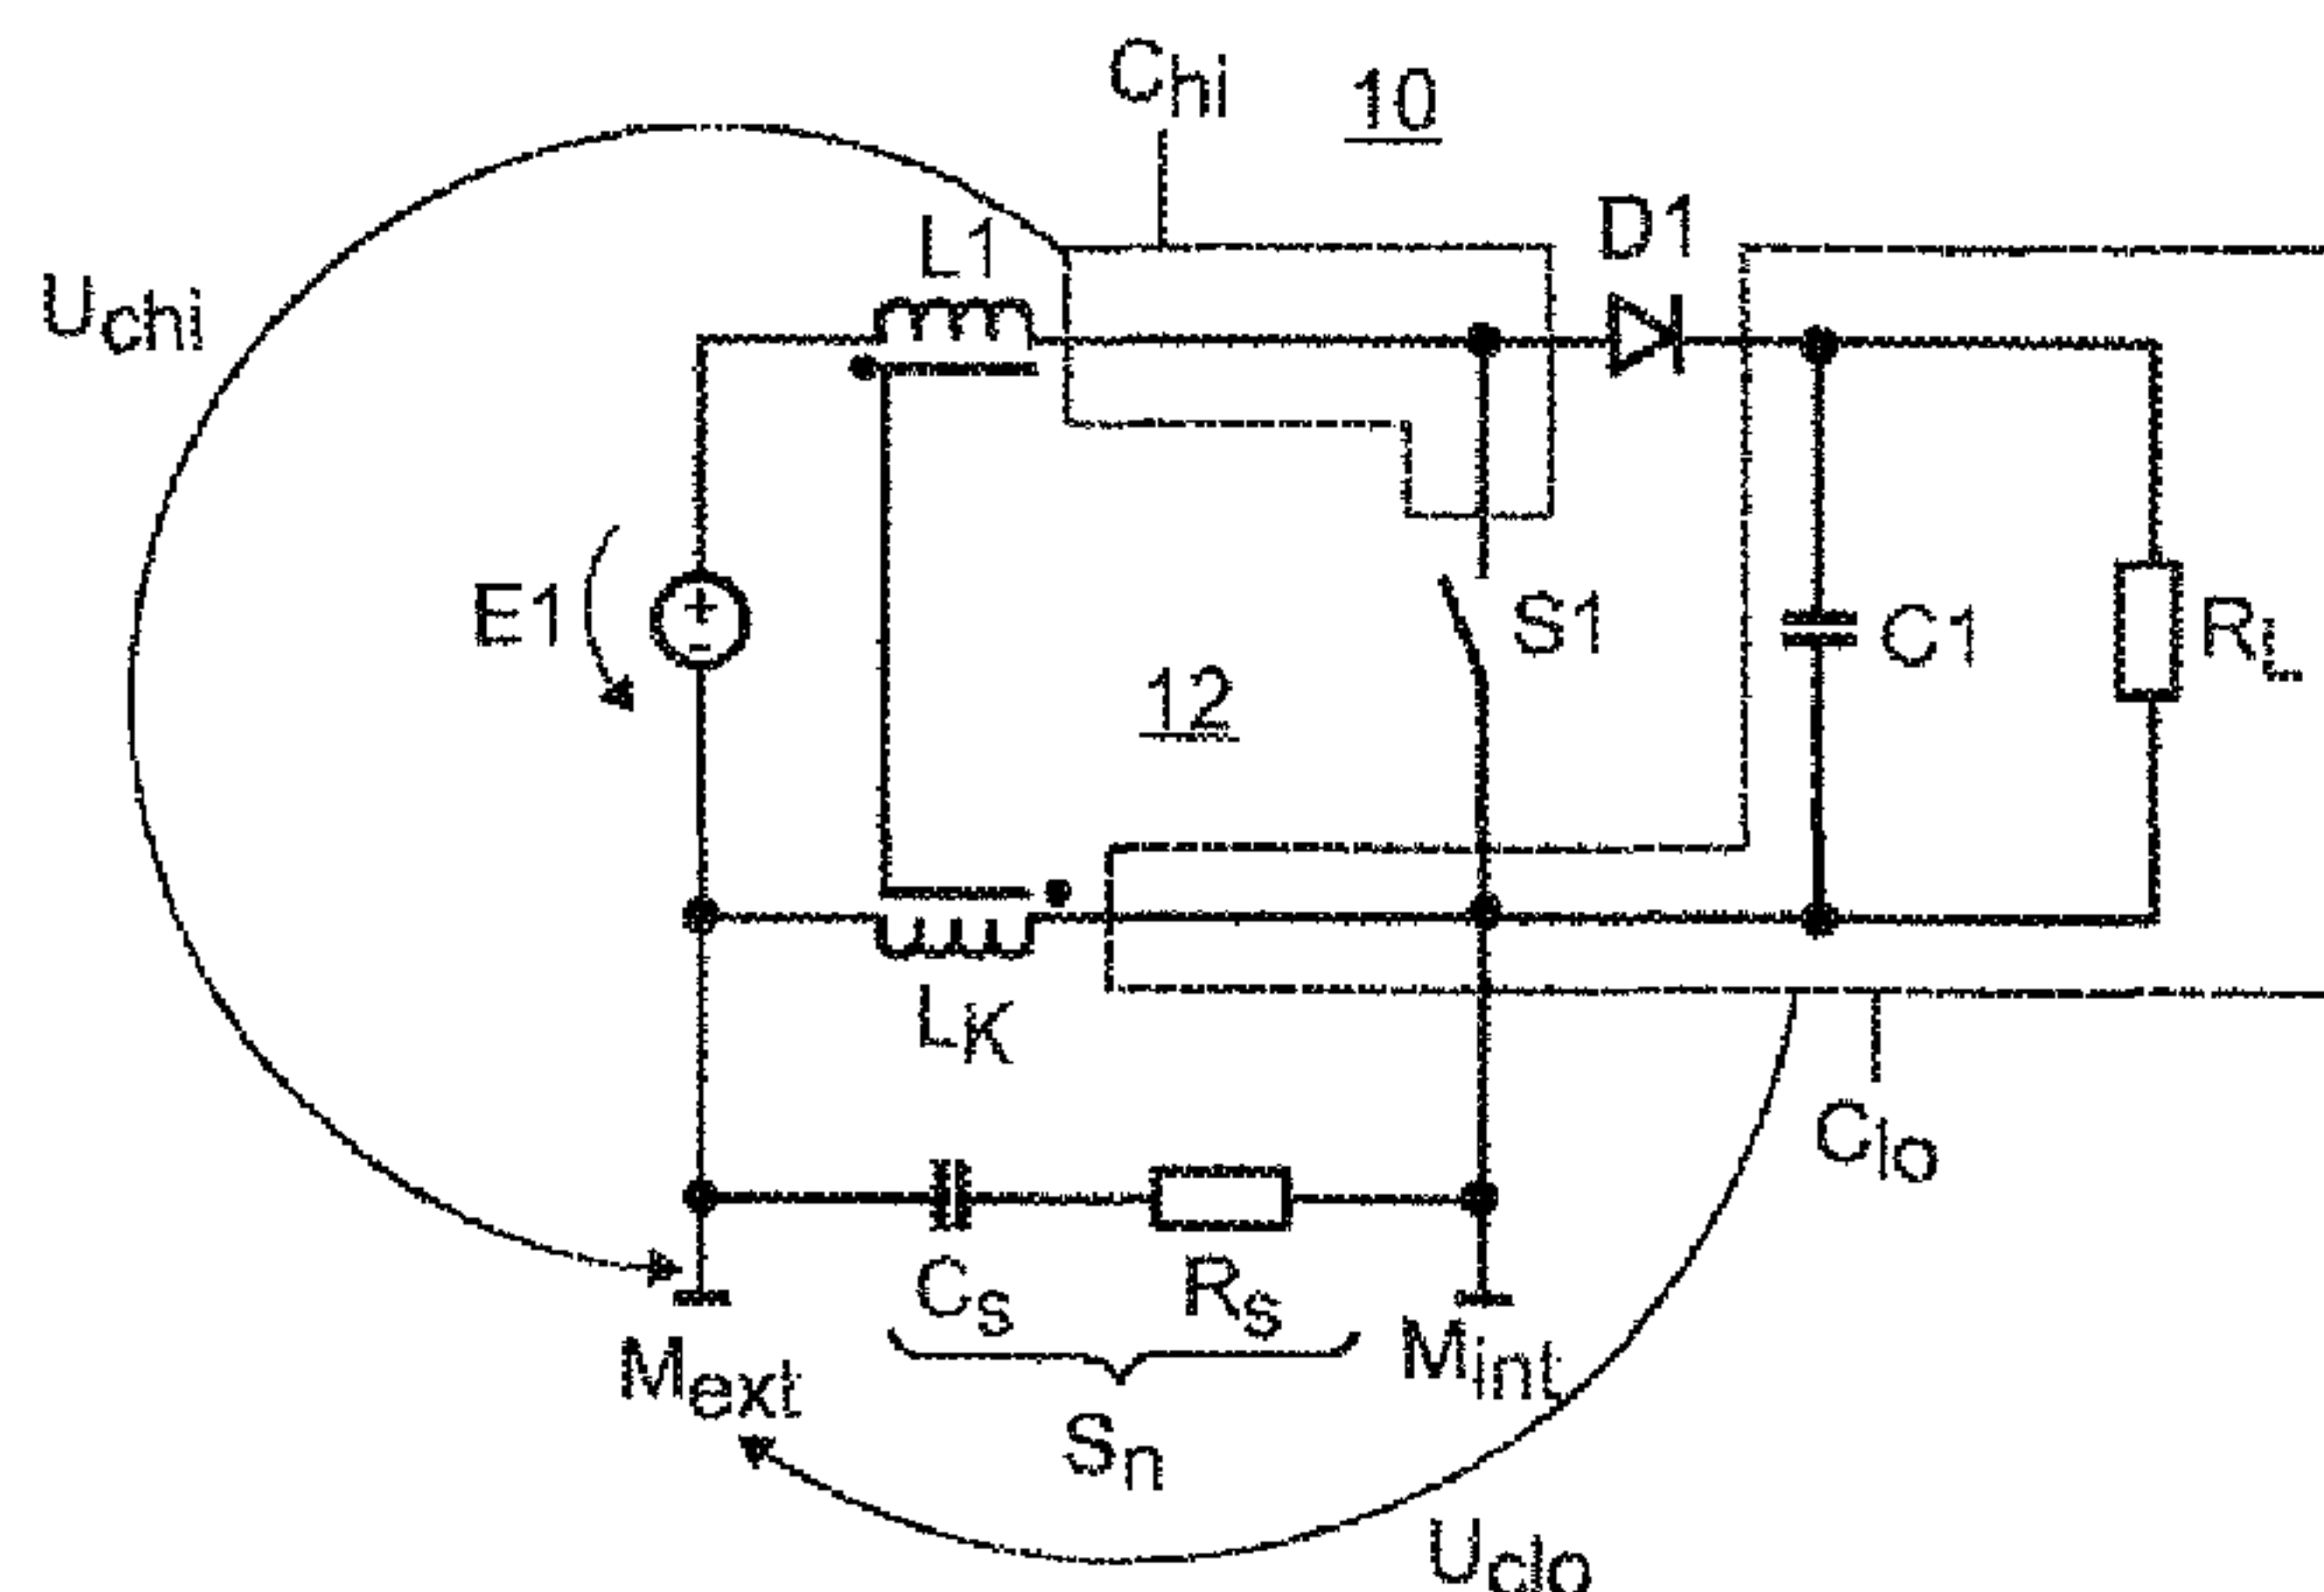 Chi
10
D1
L1
Uchi
E1
+
-
S1
C1
RL
12
LK
Clo
Cs
Rs
Mext
Mint
Sn
Uclo